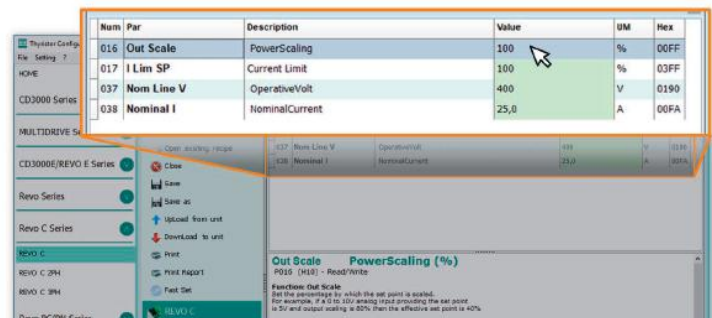 Num Par Description Value UM Hex
016 Out Scale PowerScaling 100 % 00FF
017 I Lim SP Current Limit 100 % 03FF
037 Nom Line V OperativeVolt 400 V 0190
038 Nominal I NominalCurrent 25,0 A 00FA
Thyristor Configu
File Setting ?
HOME
CD3000 Series
MULTIDRIVE Se
CD3000E/REVO E Series
Revo Series
Revo C Series
REVO C
REVO C 2PH
REVO C 3PH
Open existing recipe
Close
Save
Save as
UpLoad from unit
DownLoad to unit
Print
Print Report
Fast Set
REVO C
037 Nom Line V OperativeVolt 400 V 0190
038 Nominal I NominalCurrent 25,0 A 00FA
Out Scale PowerScaling (%)
P016 (H10) - Read/Write
Function: Out Scale
Set the percentage by which the set point is scaled.
For example, if a 0 to 10V analog input providing the set point
is 5V and output scaling is 80% then the effective set point is 40%